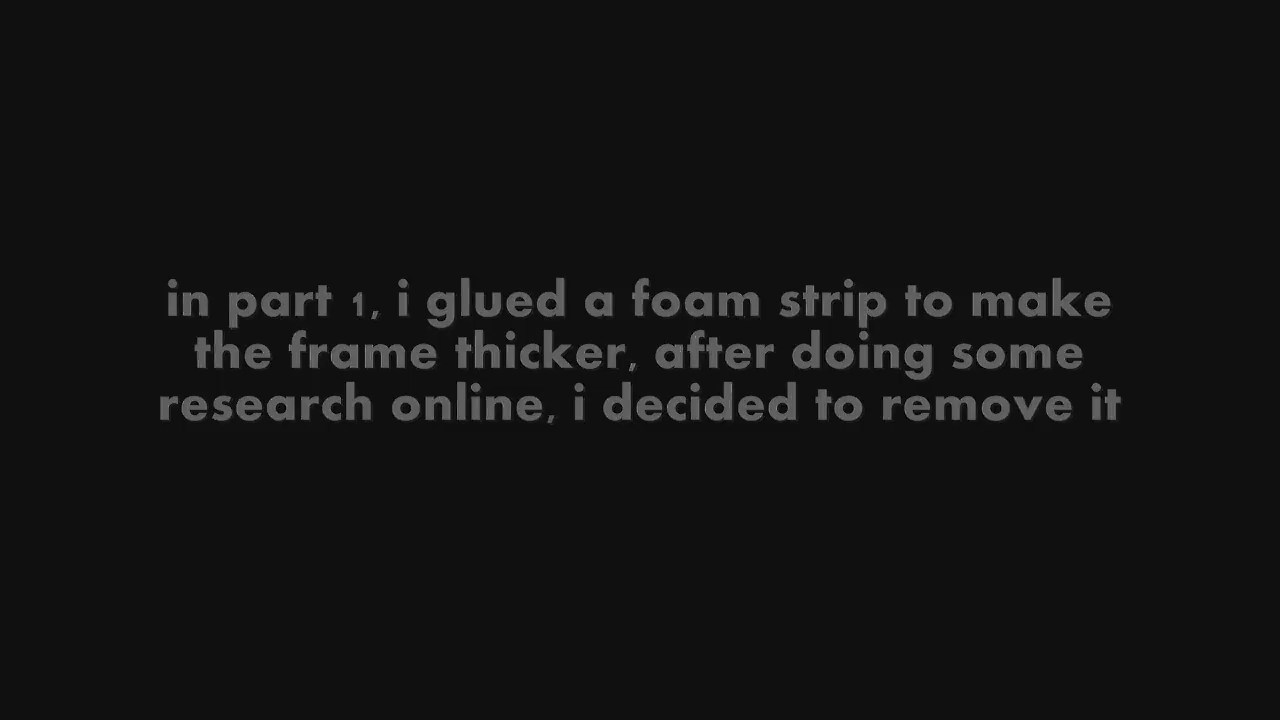 in part 1, i glued a foam strip to make
the frame thicker, after doing some
research online, i decided to remove it